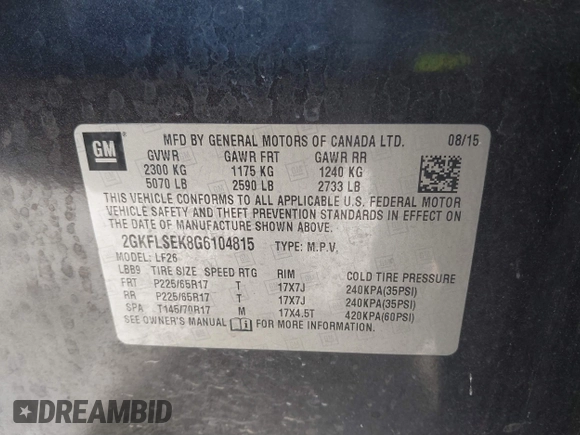 GM
MFD BY GENERAL MOTORS OF CANADA LTD. 08/15
GVWR GAWR FRT GAWR RR
2300 KG 1175 KG 1240 KG
5070 LB 2590 LB 2733 LB
THIS VEHICLE CONFORMS TO ALL APPLICABLE U.S. FEDERAL MOTOR
VEHICLE SAFETY AND THEFT PREVENTION STANDARDS IN EFFECT ON
THE DATE OF MANUFACTURE SHOWN ABOVE.
2GKFLSEK8G6104815 TYPE: M.P.V.
MODEL: LF26
LBB9 TIRE SIZE SPEED RTG RIM COLD TIRE PRESSURE
FRT P225/65R17 T 17X7J 240KPA(35PSI)
RR P225/65R17 T 17X7J 240KPA(35PSI)
SPA T145/70R17 M 17X4.5T 420KPA(60PSI)
SEE OWNER'S MANUAL FOR MORE INFORMATION.
DREAMBID